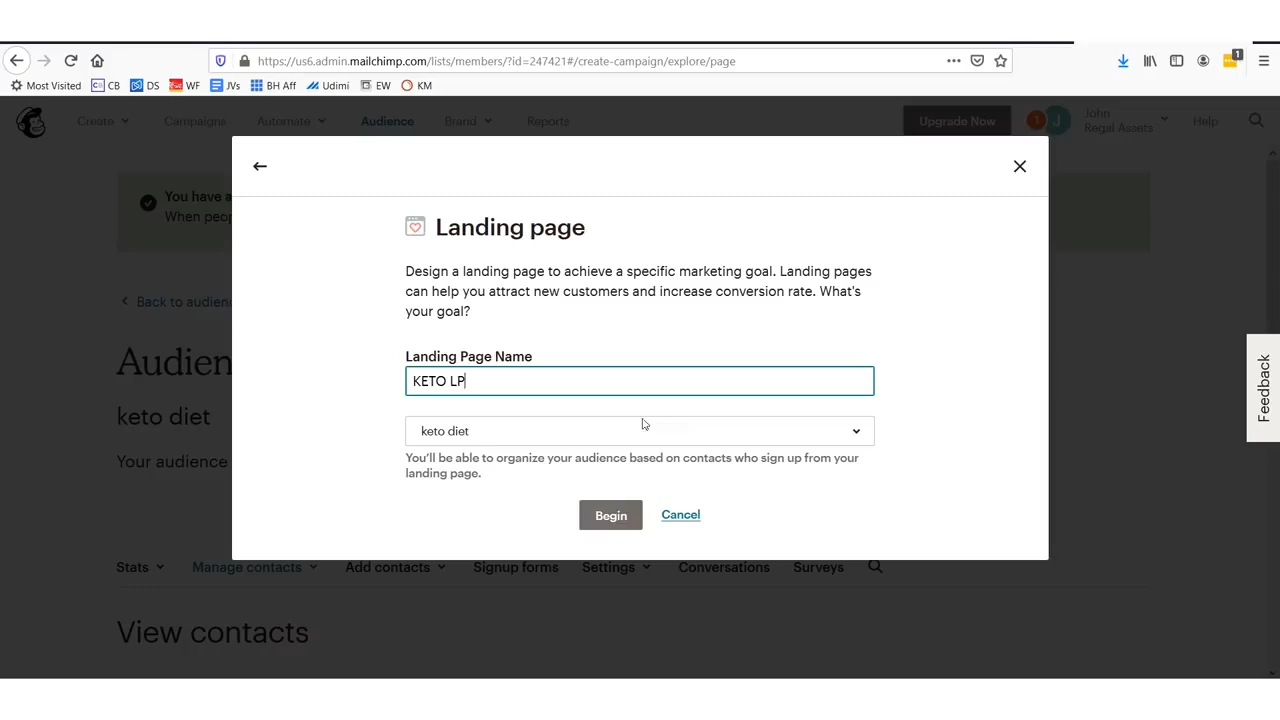 https://us6.admin.mailchimp.com/lists/members/?id=247421#/create-campaign/explore/page
1
Most Visited CB DS WF JVs BH Aff Udimi EW KM
Create Campaigns Automate Audience Brand Reports Upgrade Now 1 J John Help
Regal Assets
You have a
When peop
Landing page
Design a landing page to achieve a specific marketing goal. Landing pages
can help you attract new customers and increase conversion rate. What's
your goal?
Back to audien
Landing Page Name
Audien
KETO LP
keto diet
keto diet
You'll be able to organize your audience based on contacts who sign up from your
landing page.
Your audience
Begin Cancel
Feedback
Stats Manage contacts Add contacts Signup forms Settings Conversations Surveys
View contacts